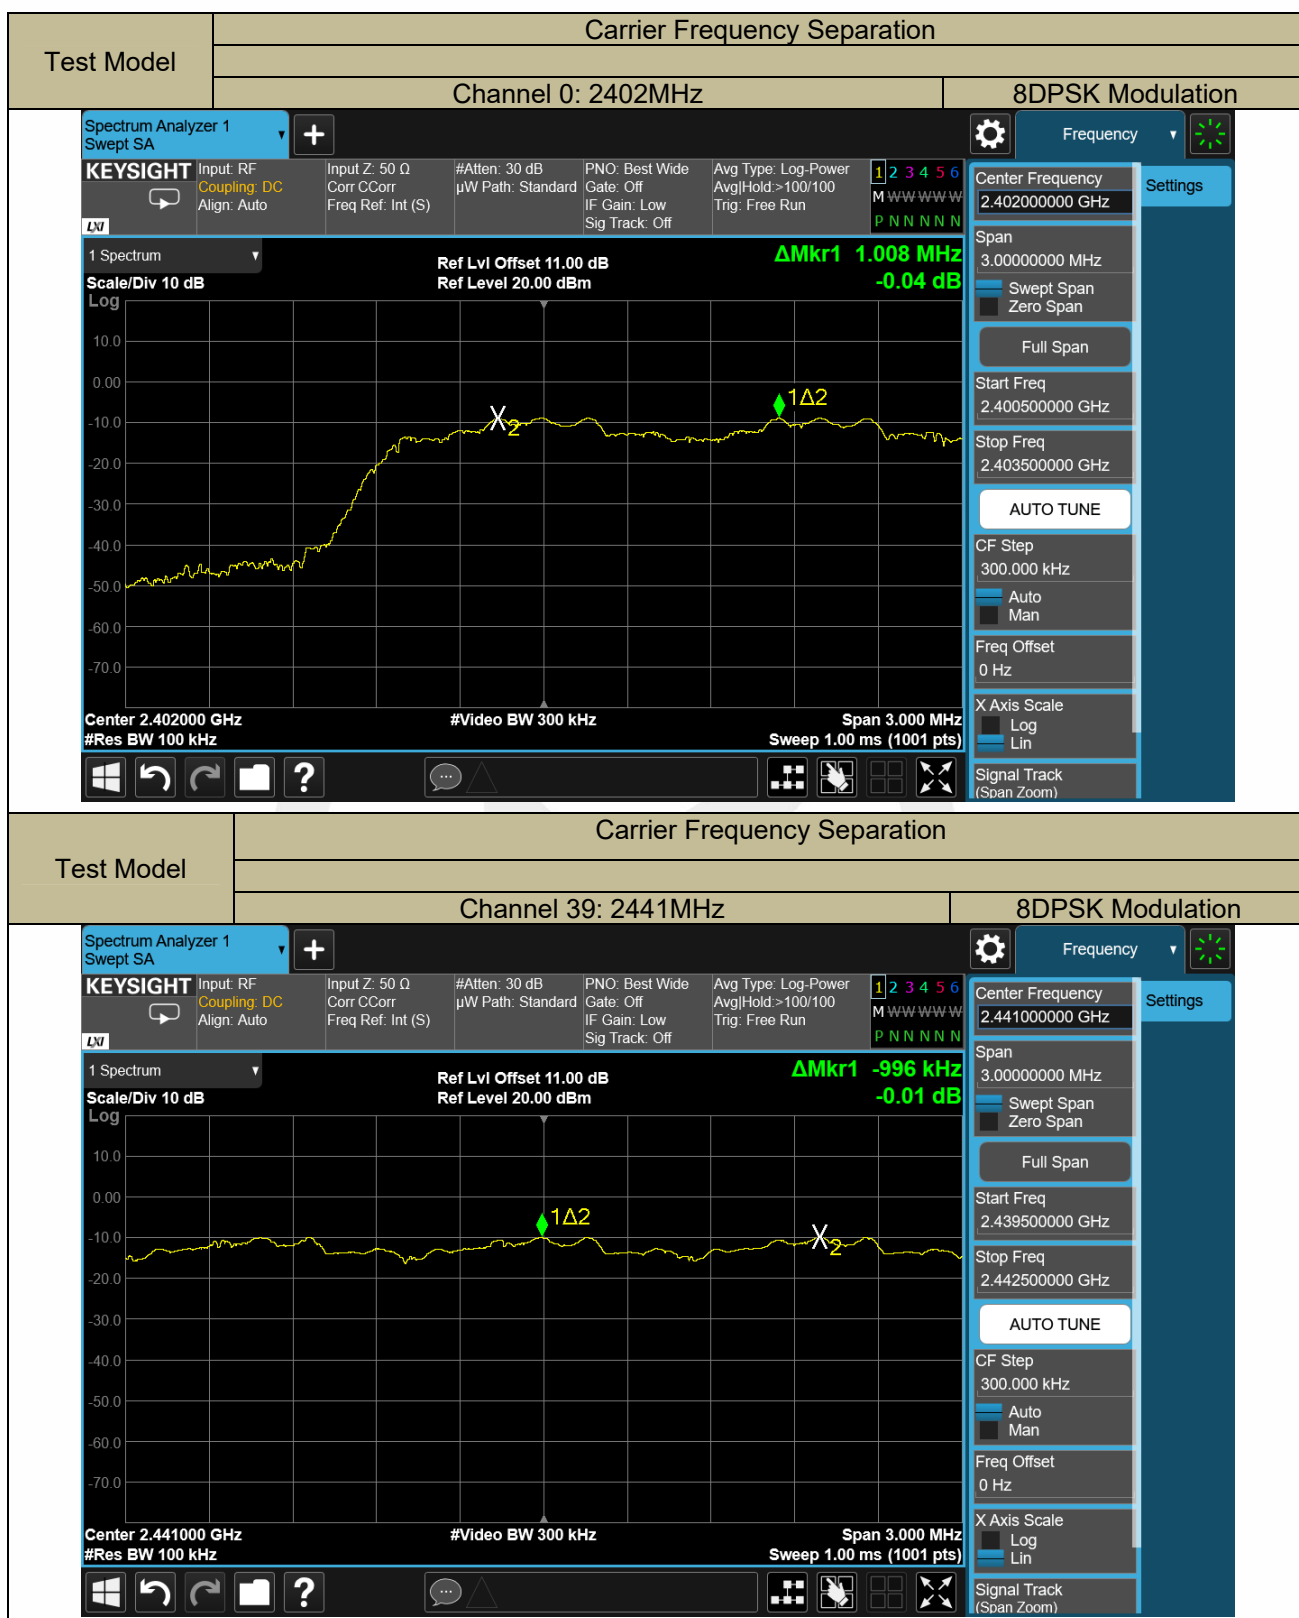 Test Model
Carrier Frequency Separation
Channel 0: 2402MHz
8DPSK Modulation
Spectrum Analyzer 1
Swept SA
Frequency
KEYSIGHT
LXI
Input: RF
Coupling: DC
Align: Auto
Input Z: 50 Ω
Corr CCorr
Freq Ref: Int (S)
#Atten: 30 dB
µW Path: Standard
PNO: Best Wide
Gate: Off
IF Gain: Low
Sig Track: Off
Avg Type: Log-Power
Avg|Hold:>100/100
Trig: Free Run
1 2 3 4 5 6
M W W W W W
P N N N N N
1 Spectrum
Scale/Div 10 dB
Log
Ref Lvl Offset 11.00 dB
Ref Level 20.00 dBm
ΔMkr1 1.008 MHz
-0.04 dB
10.0
0.00
-10.0
-20.0
-30.0
-40.0
-50.0
-60.0
-70.0
X2
1Δ2
Center 2.402000 GHz
#Res BW 100 kHz
#Video BW 300 kHz
Span 3.000 MHz
Sweep 1.00 ms (1001 pts)
Center Frequency
2.402000000 GHz
Settings
Span
3.00000000 MHz
Swept Span
Zero Span
Full Span
Start Freq
2.400500000 GHz
Stop Freq
2.403500000 GHz
AUTO TUNE
CF Step
300.000 kHz
Auto
Man
Freq Offset
0 Hz
X Axis Scale
Log
Lin
Signal Track
(Span Zoom)
Test Model
Carrier Frequency Separation
Channel 39: 2441MHz
8DPSK Modulation
Spectrum Analyzer 1
Swept SA
Frequency
KEYSIGHT
LXI
Input: RF
Coupling: DC
Align: Auto
Input Z: 50 Ω
Corr CCorr
Freq Ref: Int (S)
#Atten: 30 dB
µW Path: Standard
PNO: Best Wide
Gate: Off
IF Gain: Low
Sig Track: Off
Avg Type: Log-Power
Avg|Hold:>100/100
Trig: Free Run
1 2 3 4 5 6
M W W W W W
P N N N N N
1 Spectrum
Scale/Div 10 dB
Log
Ref Lvl Offset 11.00 dB
Ref Level 20.00 dBm
ΔMkr1 -996 kHz
-0.01 dB
10.0
0.00
-10.0
-20.0
-30.0
-40.0
-50.0
-60.0
-70.0
1Δ2
X2
Center 2.441000 GHz
#Res BW 100 kHz
#Video BW 300 kHz
Span 3.000 MHz
Sweep 1.00 ms (1001 pts)
Center Frequency
2.441000000 GHz
Settings
Span
3.00000000 MHz
Swept Span
Zero Span
Full Span
Start Freq
2.439500000 GHz
Stop Freq
2.442500000 GHz
AUTO TUNE
CF Step
300.000 kHz
Auto
Man
Freq Offset
0 Hz
X Axis Scale
Log
Lin
Signal Track
(Span Zoom)